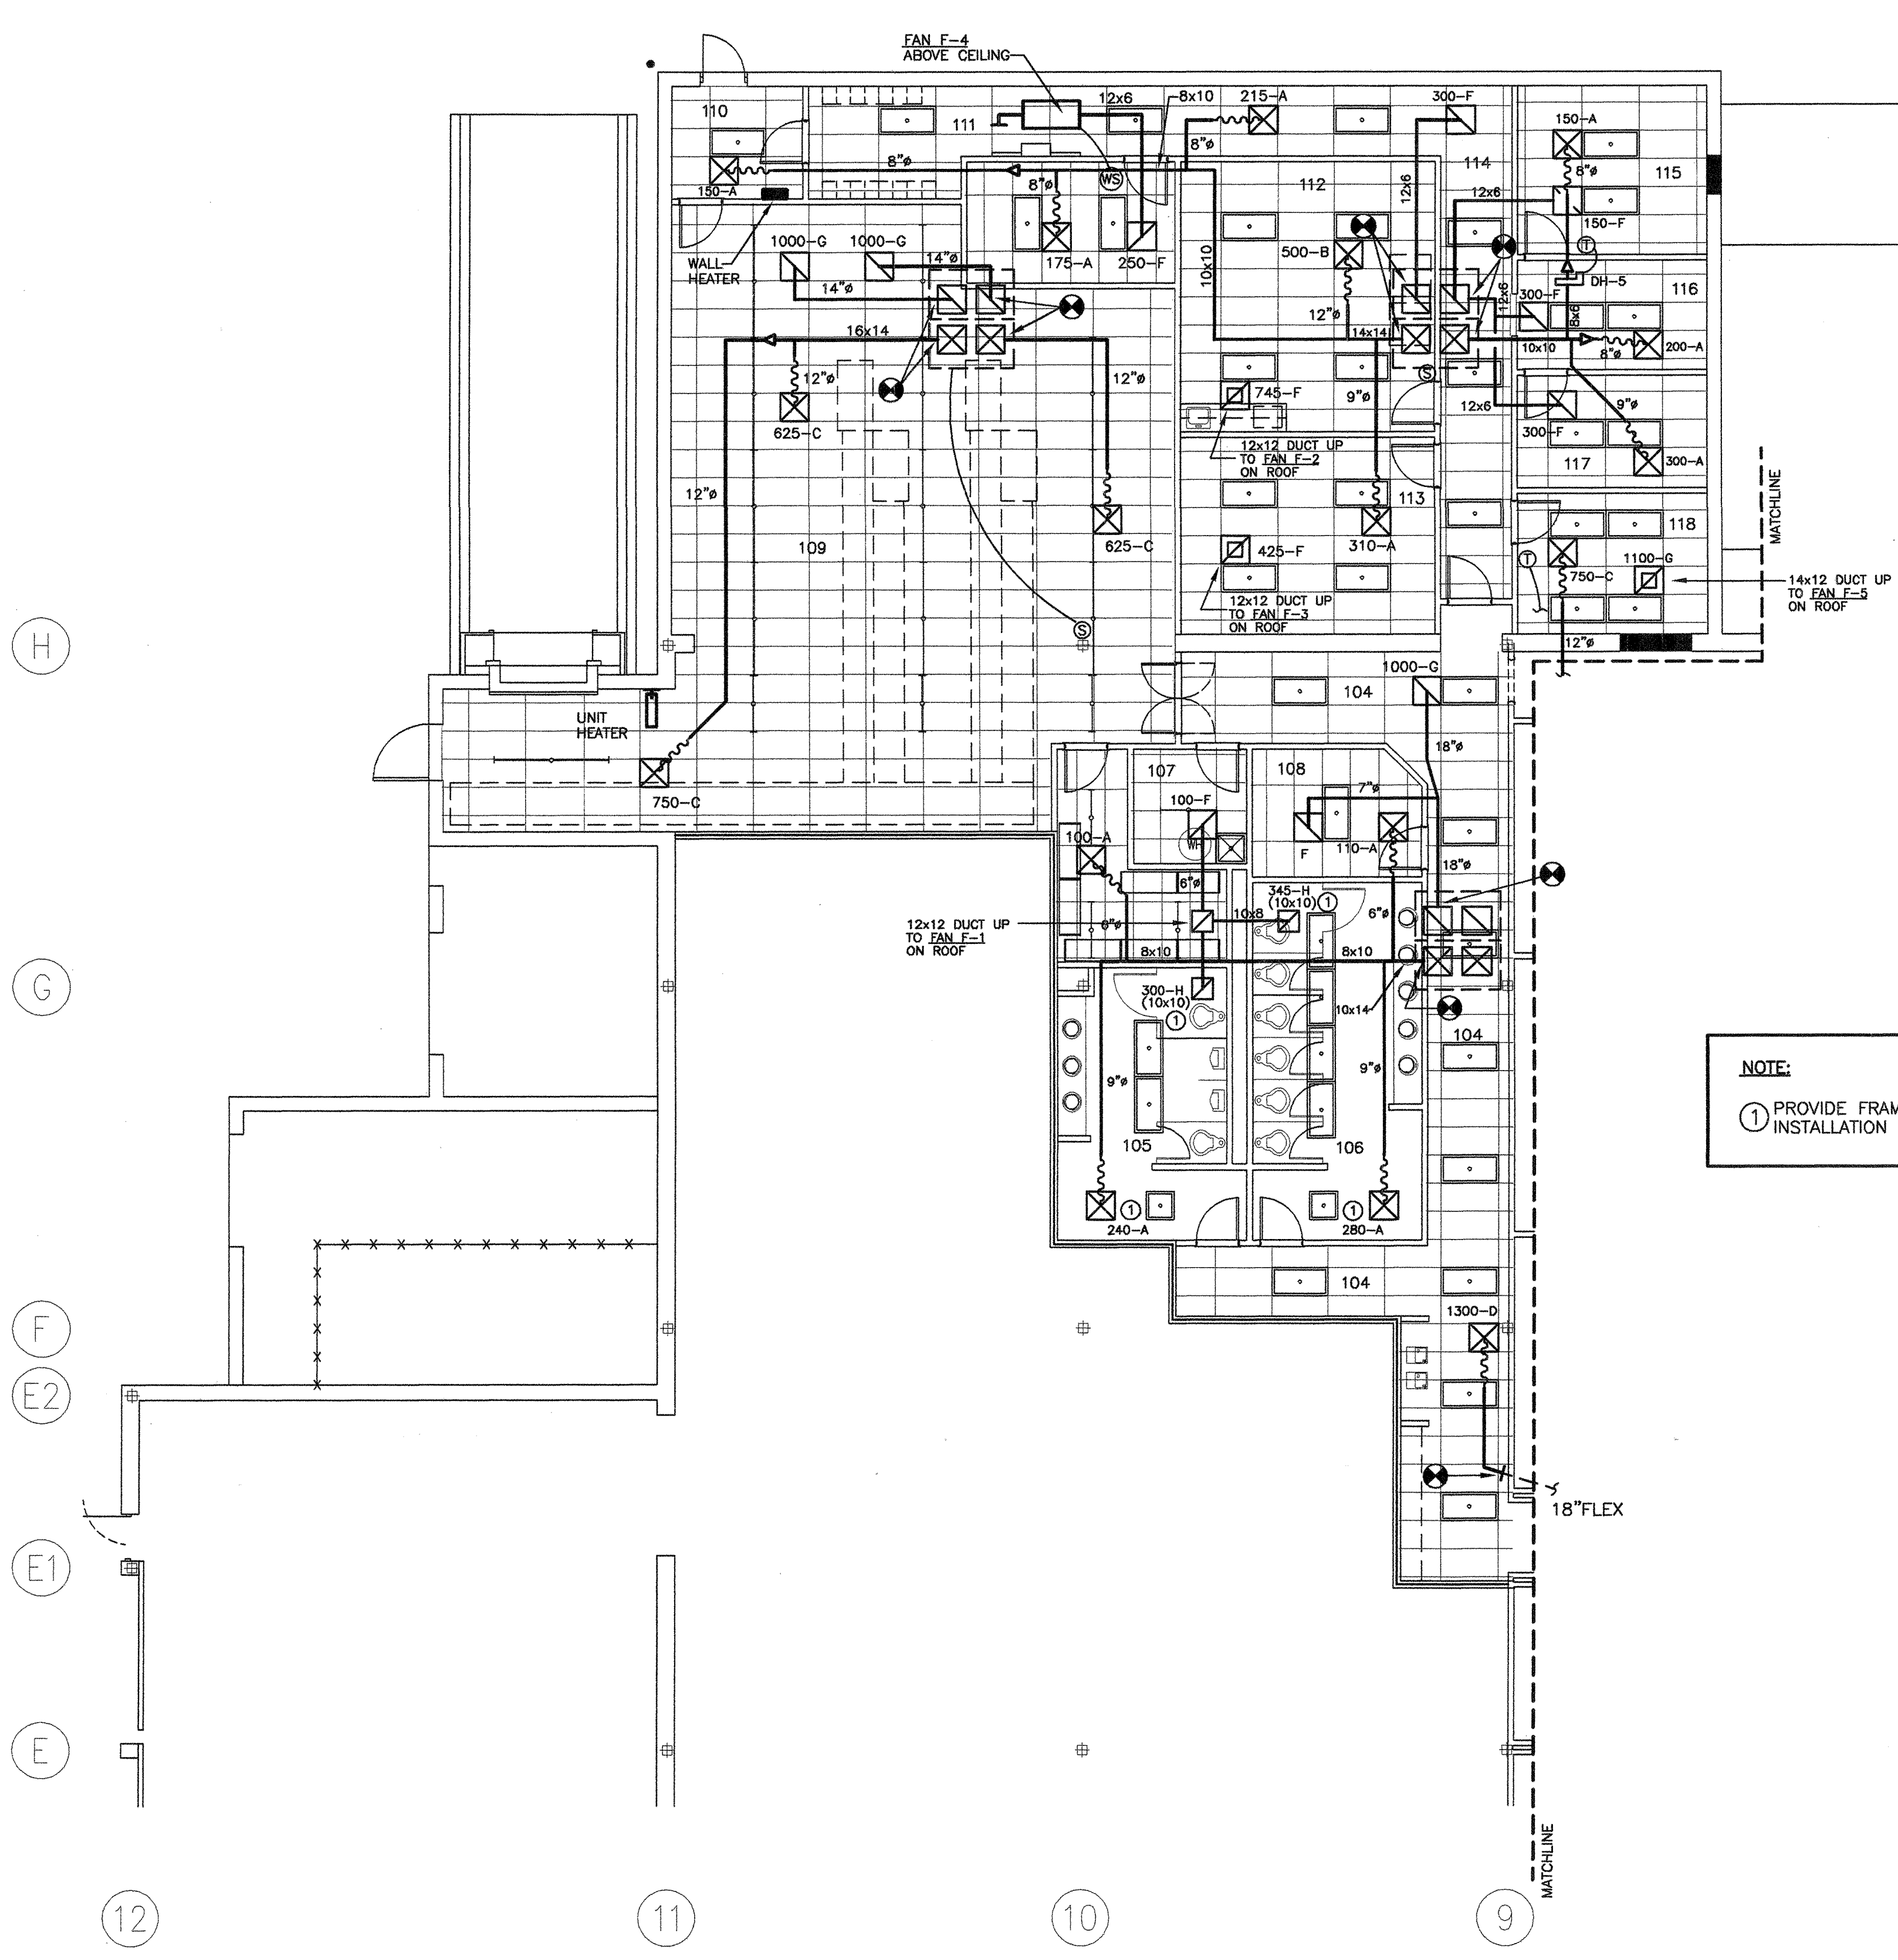 FAN F-4
ABOVE CEILING
110
111
12x6
8x10
215-A
300-F
150-A
8"ø
114
115
8"ø
8"ø
8"ø
WS
112
12x6
12x6
150-A
150-F
WALL
HEATER
1000-G
1000-G
14"ø
175-A
250-F
10x10
500-B
T
14"ø
12x6
DH-5
116
300-F
8x6
12"ø
16x14
14x14
10x10
8"ø
200-A
12"ø
12"ø
S
745-F
9"ø
12x6
9"ø
625-C
300-F
12x12 DUCT UP
TO FAN F-2
ON ROOF
117
300-A
MATCHLINE
12"ø
113
118
109
625-C
425-F
310-A
T
750-C
1100-G
14x12 DUCT UP
TO FAN F-5
ON ROOF
12x12 DUCT UP
TO FAN F-3
ON ROOF
S
H
12"ø
1000-G
104
UNIT
HEATER
18"ø
107
108
7"ø
750-C
100-F
100-A
WH
F
110-A
18"ø
6"ø
345-H
(10x10)
1
12x12 DUCT UP
TO FAN F-1
ON ROOF
6"ø
10x8
6"ø
8x10
8x10
G
300-H
(10x10)
1
10x14
104
NOTE:
9"ø
9"ø
1 PROVIDE FRAM
INSTALLATION
105
106
1
1
240-A
280-A
104
1300-D
F
E2
18"FLEX
E1
E
MATCHLINE
12
11
10
9